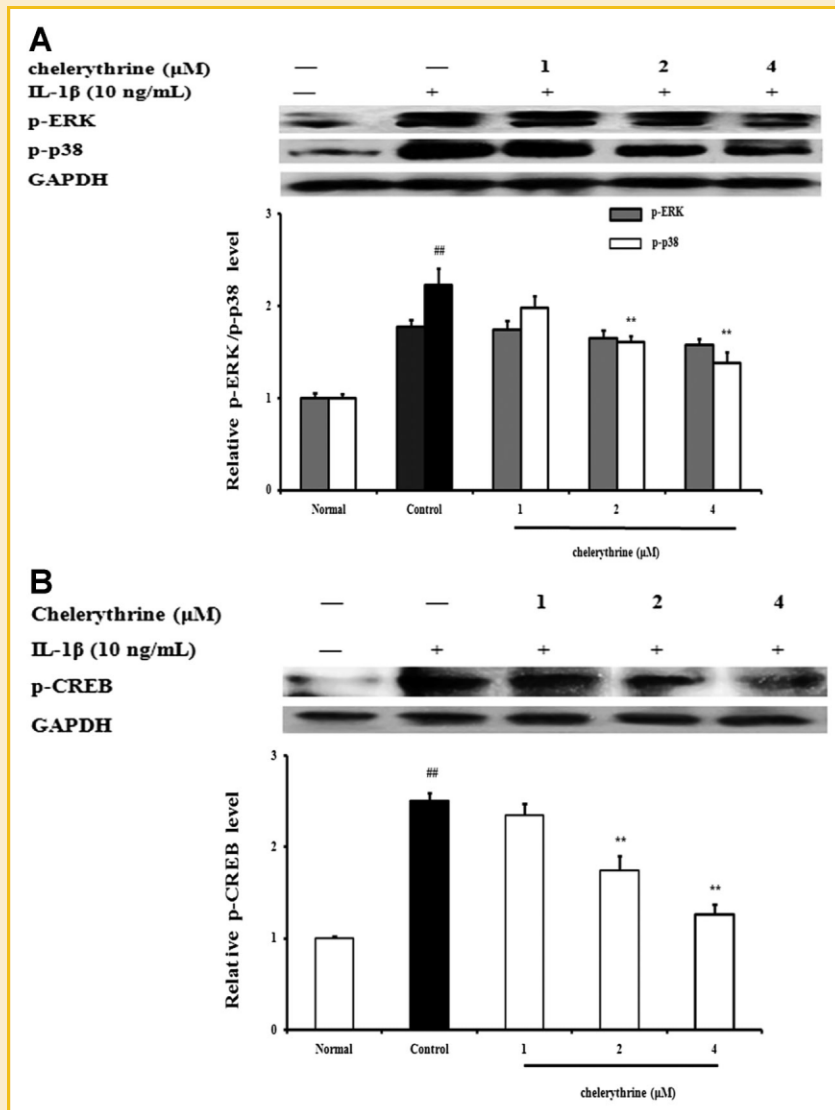 A
chelerythrine (μM) — — 1 2 4
IL-1β (10 ng/mL) — + + + +
p-ERK
p-p38
GAPDH
3
2
1
0
Relative p-ERK/p-p38 level
p-ERK
p-p38
##
**
**
Normal Control 1 2 4
chelerythrine (μM)
B
Chelerythrine (μM) — — 1 2 4
IL-1β (10 ng/mL) — + + + +
p-CREB
GAPDH
3
2
1
0
Relative p-CREB level
##
**
**
Normal Control 1 2 4
chelerythrine (μM)